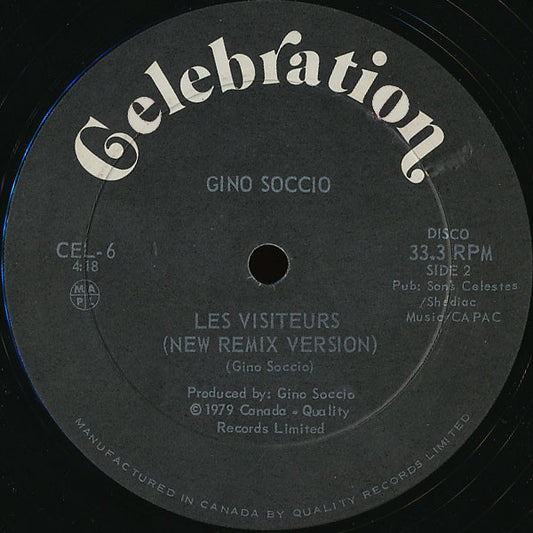 Celebration
GINO SOCCIO
CEL-6
4:18
M A
P L
DISCO
33.3 RPM
SIDE 2
Pub: Sons Celestes
/Shediac
Music/CAPAC
LES VISITEURS
(NEW REMIX VERSION)
(Gino Soccio)
Produced by: Gino Soccio
© 1979 Canada - Quality
Records Limited
MANUFACTURED IN CANADA BY QUALITY RECORDS LIMITED